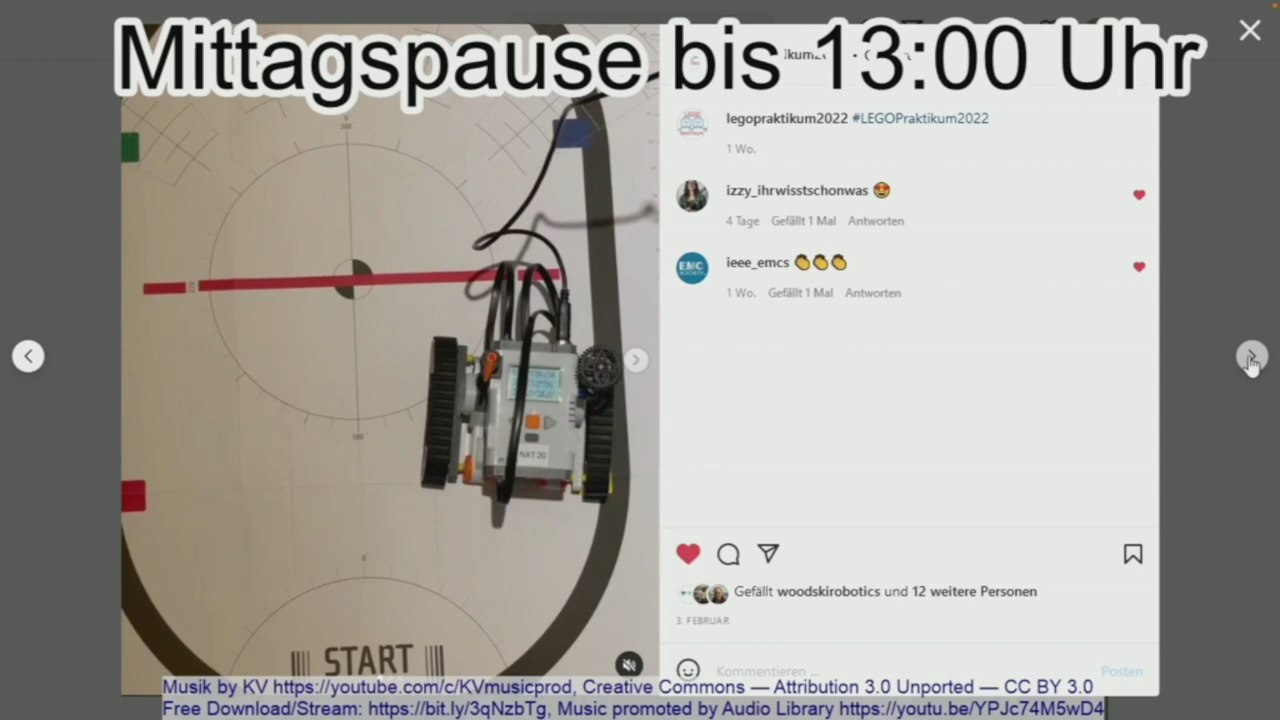 Mittagspause bis 13:00 Uhr
legopraktikum2022 #LEGOPraktikum2022
1 Wo.
izzy_ihrwisstschonwas 😍
4 Tage Gefällt 1 Mal Antworten
EMC
ieee_emcs 👏👏👏
1 Wo. Gefällt 1 Mal Antworten
NXT 20
START
Gefällt woodskirobotics und 12 weitere Personen
3. FEBRUAR
Kommentieren ...
Posten
Musik by KV https://youtube.com/c/KVmusicprod, Creative Commons — Attribution 3.0 Unported — CC BY 3.0
Free Download/Stream: https://bit.ly/3qNzbTg, Music promoted by Audio Library https://youtu.be/YPJc74M5wD4